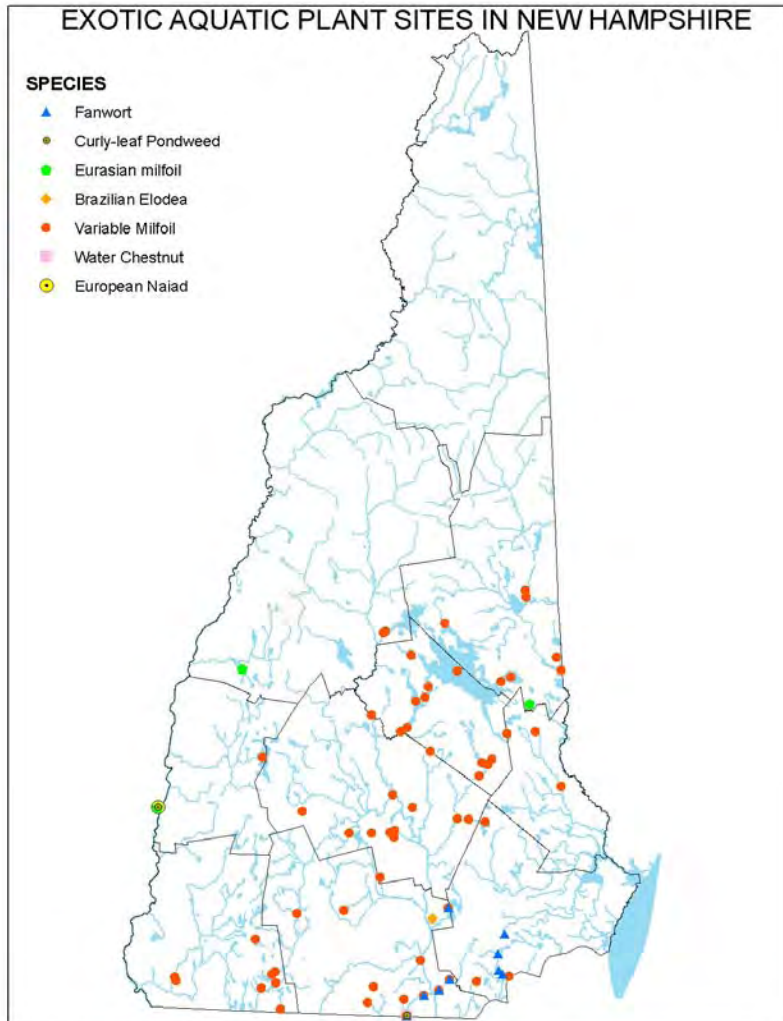 EXOTIC AQUATIC PLANT SITES IN NEW HAMPSHIRE
SPECIES
Fanwort
Curly-leaf Pondweed
Eurasian milfoil
Brazilian Elodea
Variable Milfoil
Water Chestnut
European Naiad